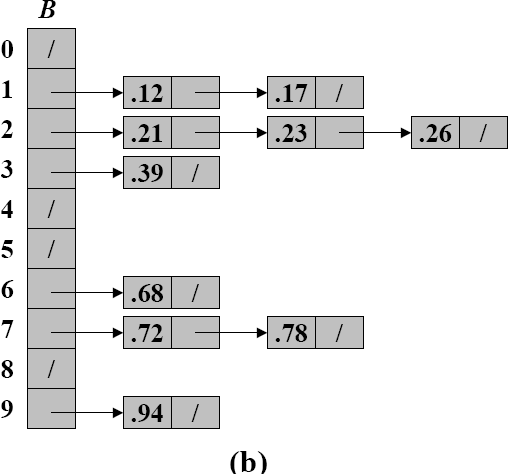 B
0 /
1 .12 .17 /
2 .21 .23 .26 /
3 .39 /
4 /
5 /
6 .68 /
7 .72 .78 /
8 /
9 .94 /
(b)